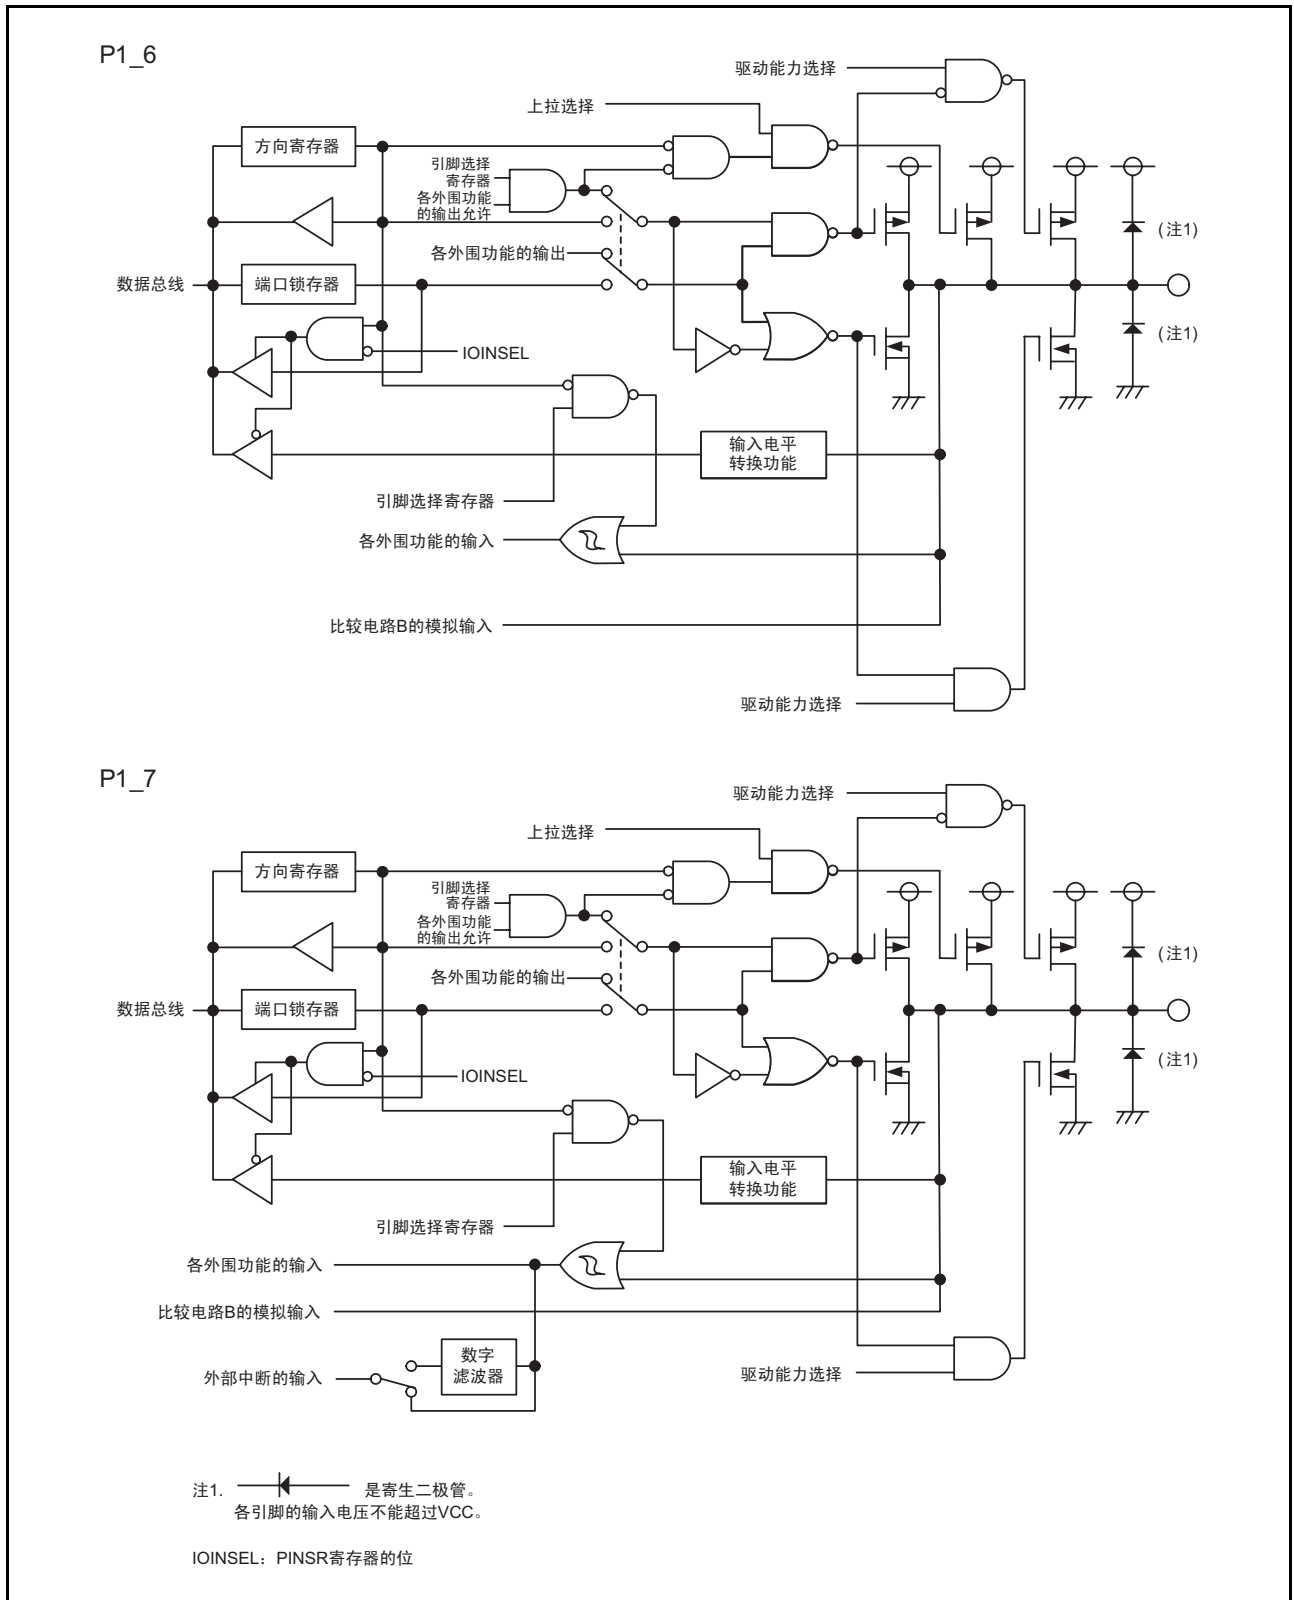 P1_6
驱动能力选择
上拉选择
方向寄存器
引脚选择
寄存器
各外围功能
的输出允许
(注1)
各外围功能的输出
数据总线
端口锁存器
(注1)
IOINSEL
输入电平
转换功能
引脚选择寄存器
各外围功能的输入
比较电路B的模拟输入
驱动能力选择
P1_7
驱动能力选择
上拉选择
方向寄存器
引脚选择
寄存器
各外围功能
的输出允许
(注1)
各外围功能的输出
数据总线
端口锁存器
(注1)
IOINSEL
输入电平
转换功能
引脚选择寄存器
各外围功能的输入
比较电路B的模拟输入
数字
滤波器
外部中断的输入
驱动能力选择
注1. 是寄生二极管。
各引脚的输入电压不能超过VCC。
IOINSEL：PINSR寄存器的位